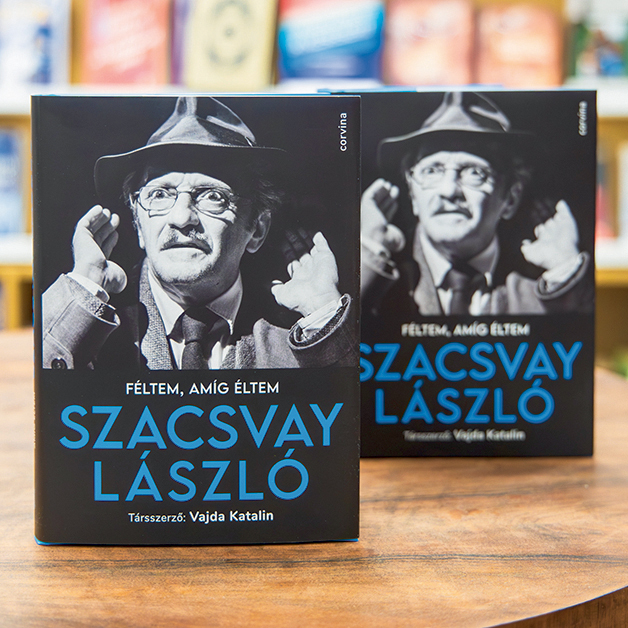 corvina
FÉLTEM, AMÍG ÉLTEM
SZACSVAY
LÁSZLÓ
Társszerző: Vajda Katalin
corvina
FÉLTEM, AMÍG ÉLTEM
SZACSVAY
LÁSZLÓ
Társszerző: Vajda Katalin